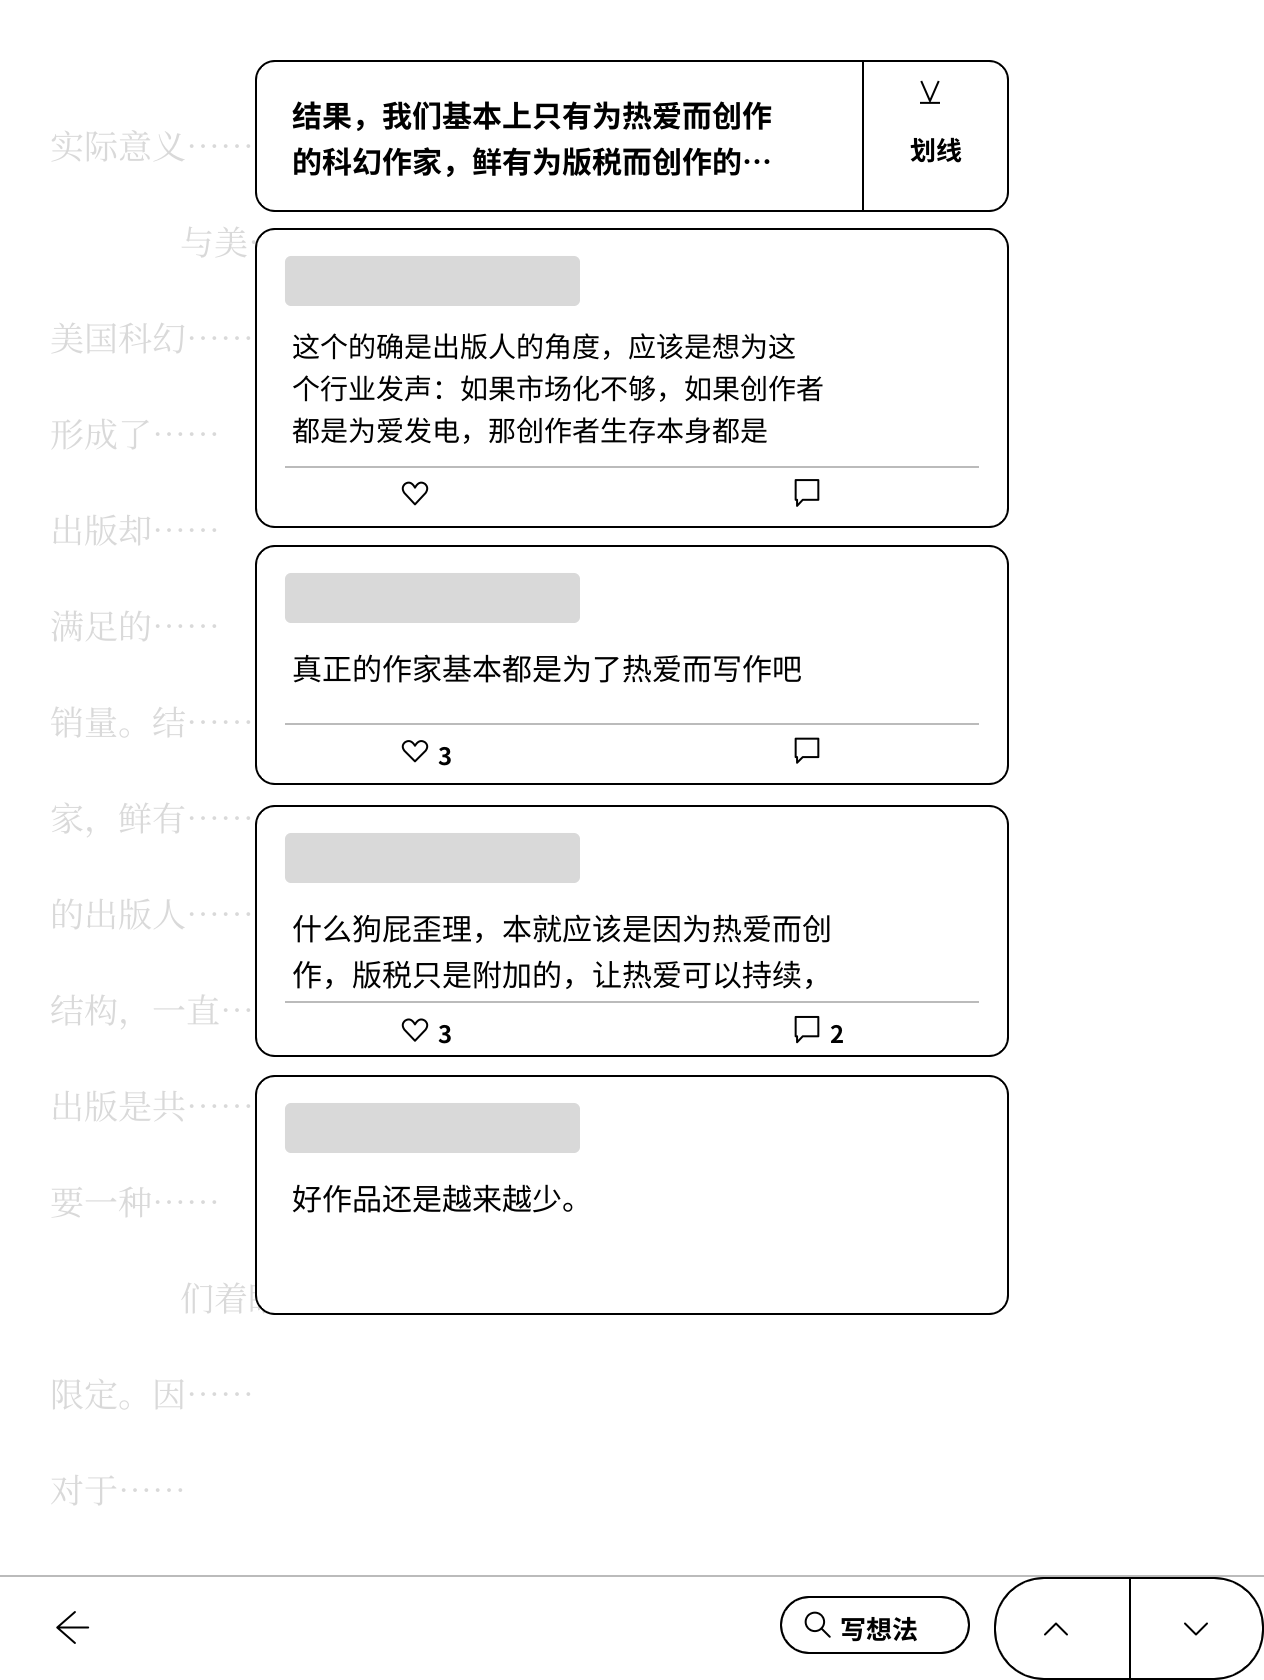 结果，我们基本上只有为热爱而创作
的科幻作家，鲜有为版税而创作的…
划线
这个的确是出版人的角度，应该是想为这
个行业发声：如果市场化不够，如果创作者
都是为爱发电，那创作者生存本身都是
真正的作家基本都是为了热爱而写作吧
3
什么狗屁歪理，本就应该是因为热爱而创
作，版税只是附加的，让热爱可以持续，
3
2
好作品还是越来越少。
实际意义……
与美
美国科幻……
形成了……
出版却……
满足的……
销量。结……
家，鲜有……
的出版人……
结构，一直…
出版是共……
要一种……
们着
限定。因……
对于……
写想法